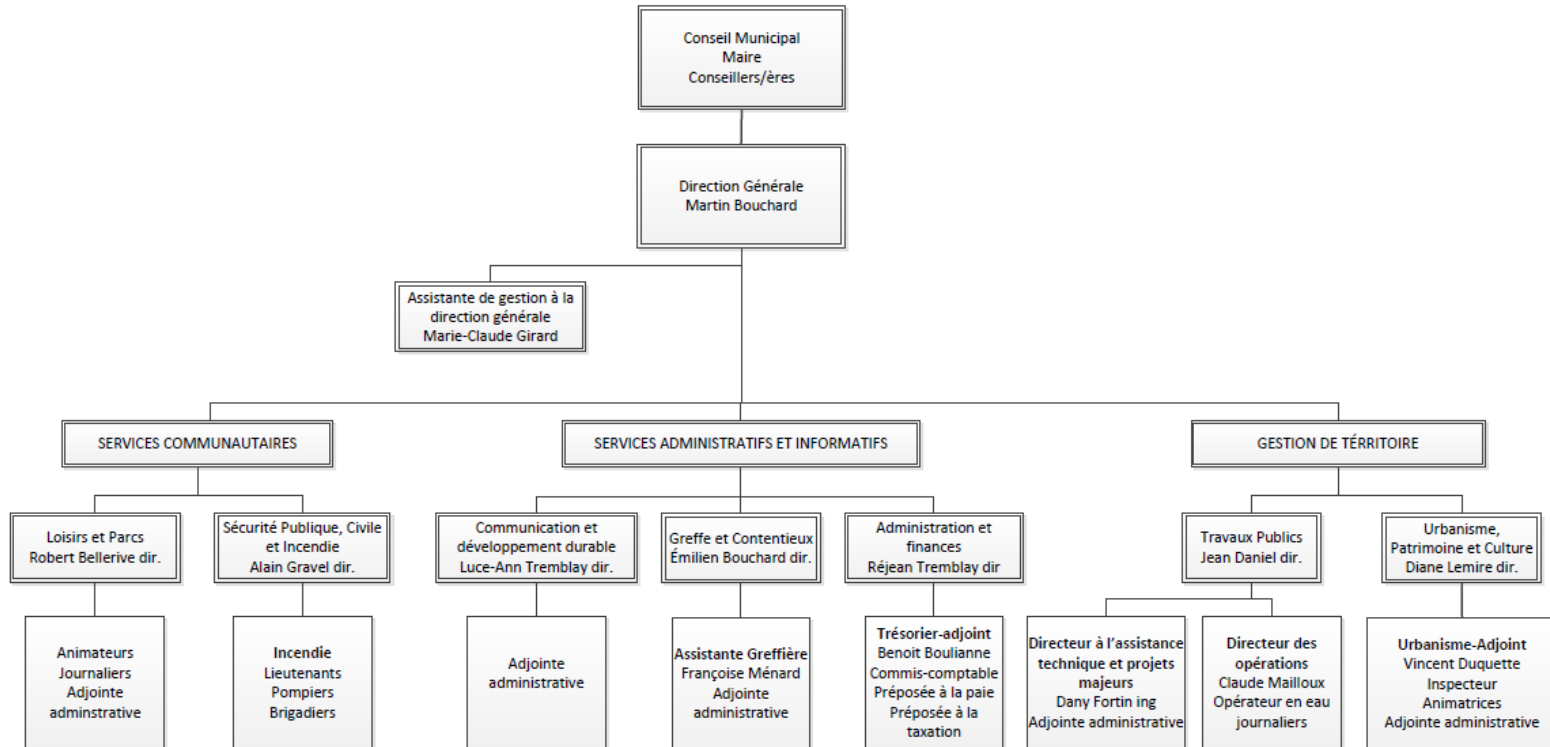 Conseil Municipal
Maire
Conseillers/ères
Direction Générale
Martin Bouchard
Assistante de gestion à la
direction générale
Marie-Claude Girard
SERVICES COMMUNAUTAIRES
SERVICES ADMINISTRATIFS ET INFORMATIFS
GESTION DE TÉRRITOIRE
Loisirs et Parcs
Robert Bellerive dir.
Sécurité Publique, Civile
et Incendie
Alain Gravel dir.
Communication et
développement durable
Luce-Ann Tremblay dir.
Greffe et Contentieux
Émilien Bouchard dir.
Administration et
finances
Réjean Tremblay dir
Travaux Publics
Jean Daniel dir.
Urbanisme,
Patrimoine et Culture
Diane Lemire dir.
Animateurs
Journaliers
Adjointe
adminstrative
Incendie
Lieutenants
Pompiers
Brigadiers
Adjointe
administrative
Assistante Greffière
Françoise Ménard
Adjointe
administrative
Trésorier-adjoint
Benoit Boulianne
Commis-comptable
Préposée à la paie
Préposée à la
taxation
Directeur à l'assistance
technique et projets
majeurs
Dany Fortin ing
Adjointe administrative
Directeur des
opérations
Claude Mailloux
Opérateur en eau
journaliers
Urbanisme-Adjoint
Vincent Duquette
Inspecteur
Animatrices
Adjointe administrative